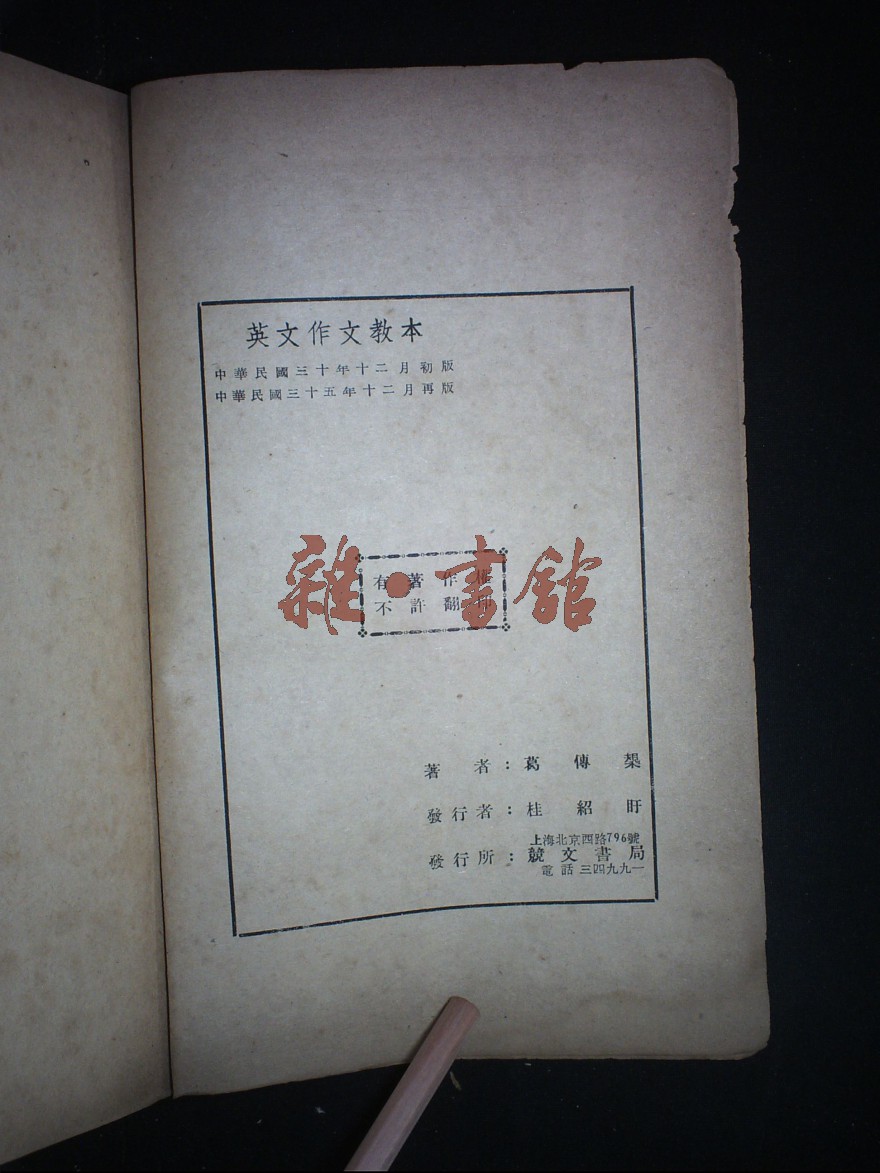 英文作文教本
中華民國三十年十二月初版
中華民國三十五年十二月再版
有著作權
不許翻印
雜·書館
著者:葛傳槼
發行者:桂紹盱
上海北京西路796號
發行所:競文書局
電話 三四九九一